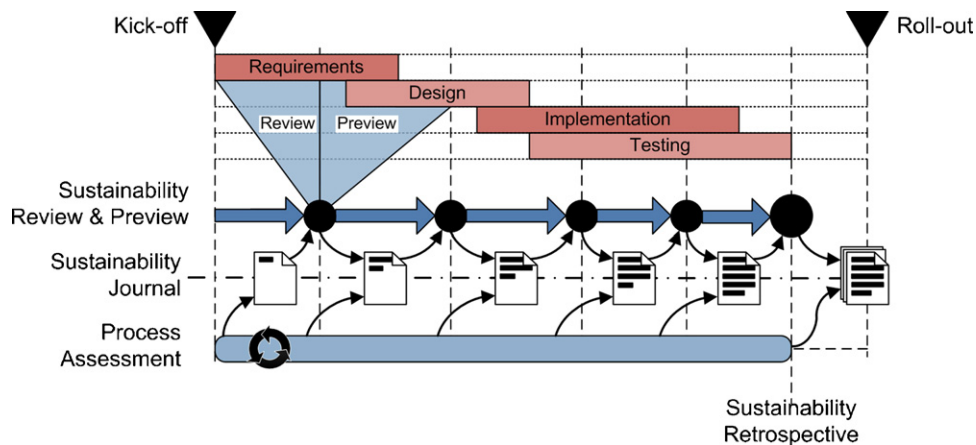 Kick-off
Roll-out
Requirements
Design
Review
Preview
Implementation
Testing
Sustainability
Review & Preview
Sustainability
Journal
Process
Assessment
Sustainability
Retrospective